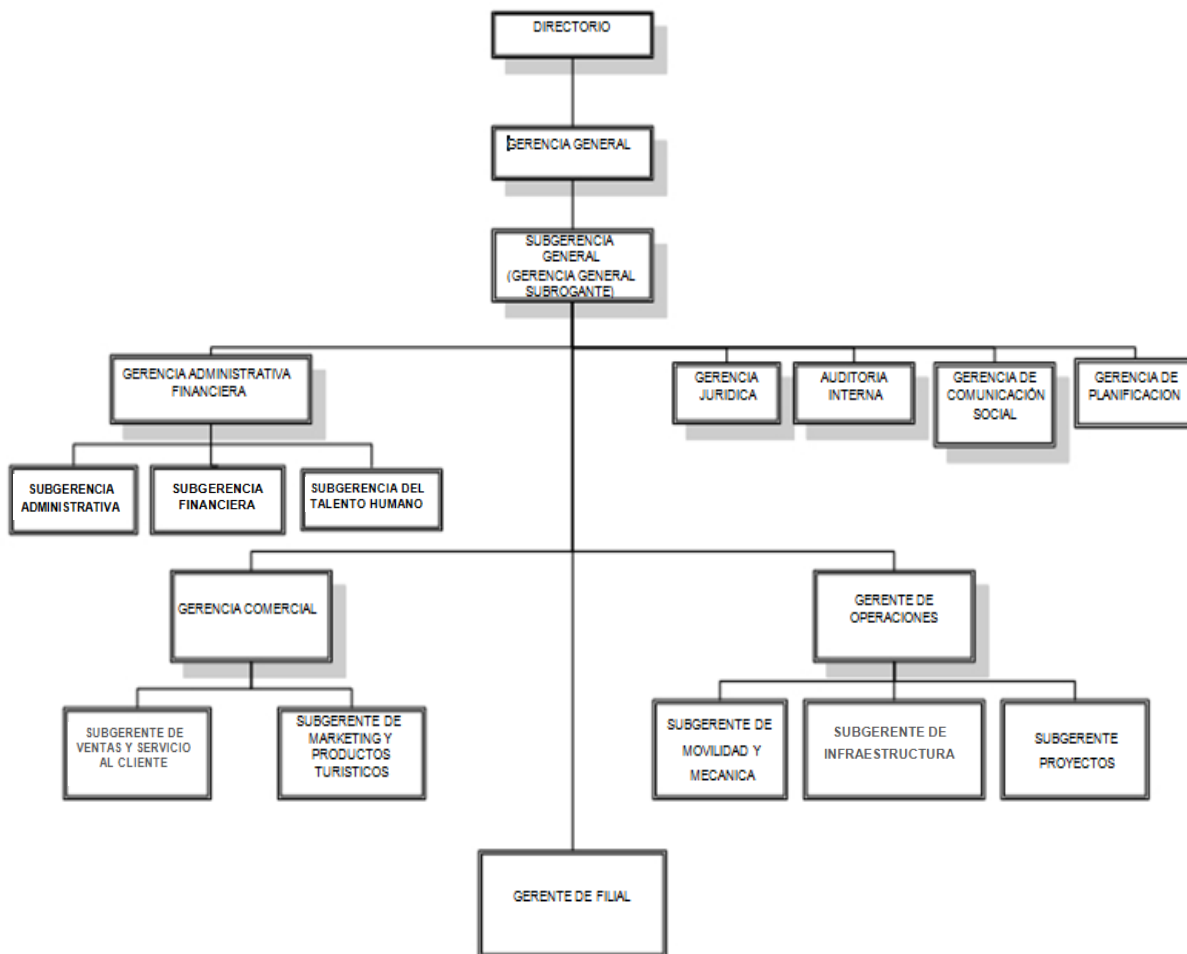 DIRECTORIO
GERENCIA GENERAL
SUBGERENCIA
GENERAL
(GERENCIA GENERAL
SUBROGANTE)
GERENCIA ADMINISTRATIVA
FINANCIERA
GERENCIA
JURIDICA
AUDITORIA
INTERNA
GERENCIA DE
COMUNICACIÓN
SOCIAL
GERENCIA DE
PLANIFICACION
SUBGERENCIA
ADMINISTRATIVA
SUBGERENCIA
FINANCIERA
SUBGERENCIA DEL
TALENTO HUMANO
GERENCIA COMERCIAL
GERENTE DE
OPERACIONES
SUBGERENTE DE
VENTAS Y SERVICIO
AL CLIENTE
SUBGERENTE DE
MARKETING Y
PRODUCTOS
TURISTICOS
SUBGERENTE DE
MOVILIDAD Y
MECANICA
SUBGERENTE DE
INFRAESTRUCTURA
SUBGERENTE
PROYECTOS
GERENTE DE FILIAL